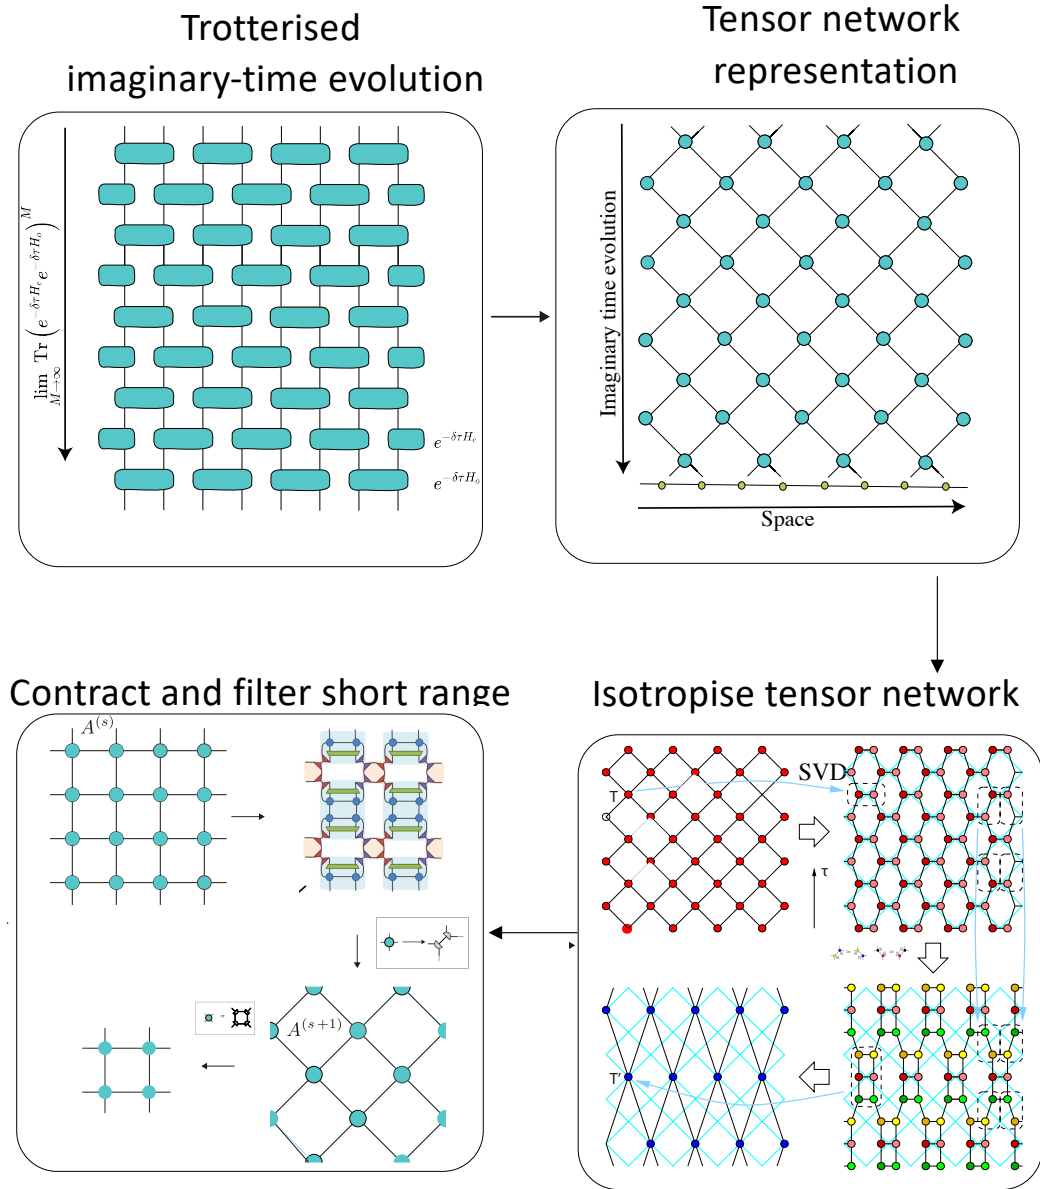 Trotterised
imaginary-time evolution
Tensor network
representation
lim M→∞ Tr (e^{-δτH_e} e^{-δτH_o})^M
e^{-δτH_e}
e^{-δτH_o}
Imaginary time evolution
Space
Contract and filter short range
Isotropise tensor network
A^{(s)}
A^{(s+1)}
SVD
T
τ
T'